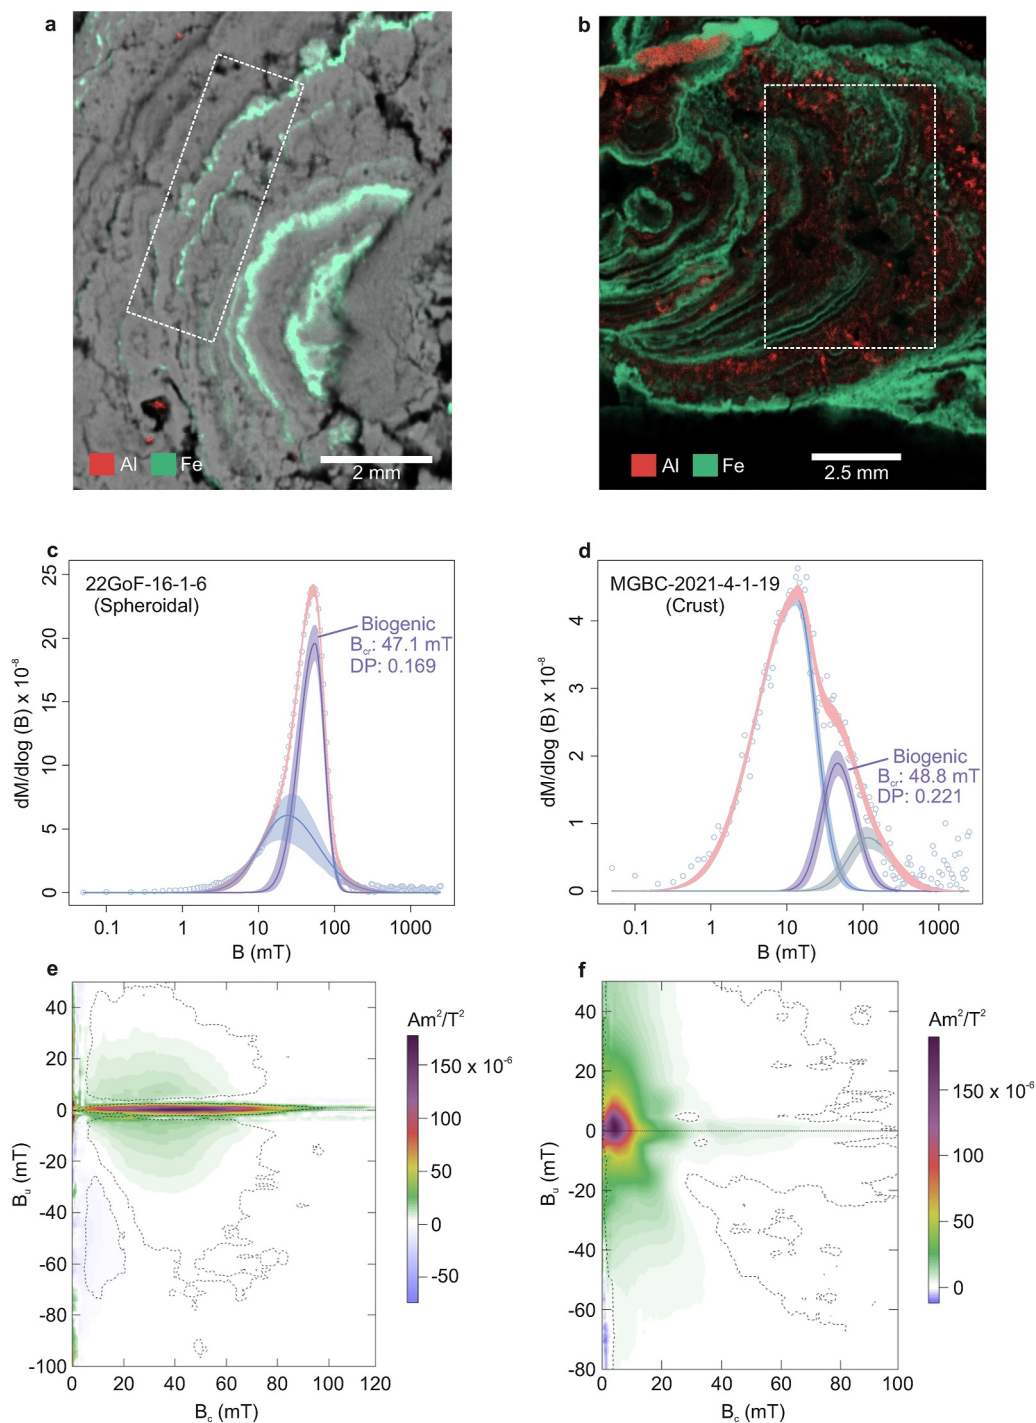 a
Al Fe
2 mm
b
Al Fe
2.5 mm
c
22GoF-16-1-6
(Spheroidal)
Biogenic
Bcr: 47.1 mT
DP: 0.169
dM/dlog (B) x 10⁻⁸
25
20
15
10
5
0
0.1 1 10 100 1000
B (mT)
d
MGBC-2021-4-1-19
(Crust)
Biogenic
Bcr: 48.8 mT
DP: 0.221
dM/dlog (B) x 10⁻⁸
4
3
2
1
0
0.1 1 10 100 1000
B (mT)
e
Bu (mT)
40
20
0
-20
-40
-60
-80
-100
0 20 40 60 80 100 120
Bc (mT)
Am²/T²
150 x 10⁻⁶
100
50
0
-50
f
Bu (mT)
40
20
0
-20
-40
-60
-80
0 20 40 60 80 100
Bc (mT)
Am²/T²
150 x 10⁻⁶
100
50
0